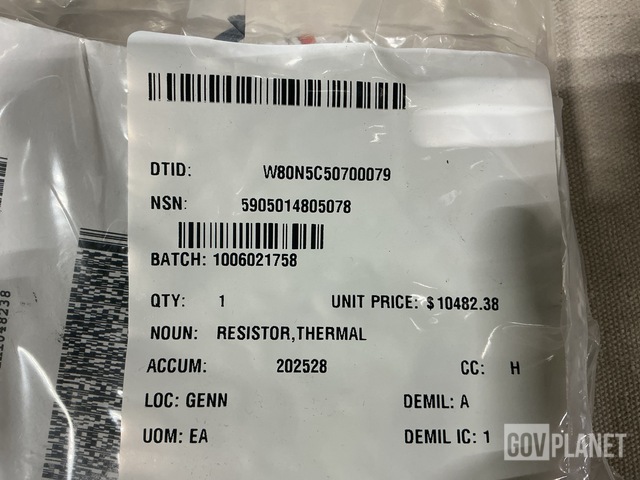 DTID: W80N5C50700079
NSN: 5905014805078
BATCH: 1006021758
QTY: 1 UNIT PRICE: $10482.38
NOUN: RESISTOR,THERMAL
ACCUM: 202528 CC: H
LOC: GENN DEMIL: A
UOM: EA DEMIL IC: 1
GOVPLANET